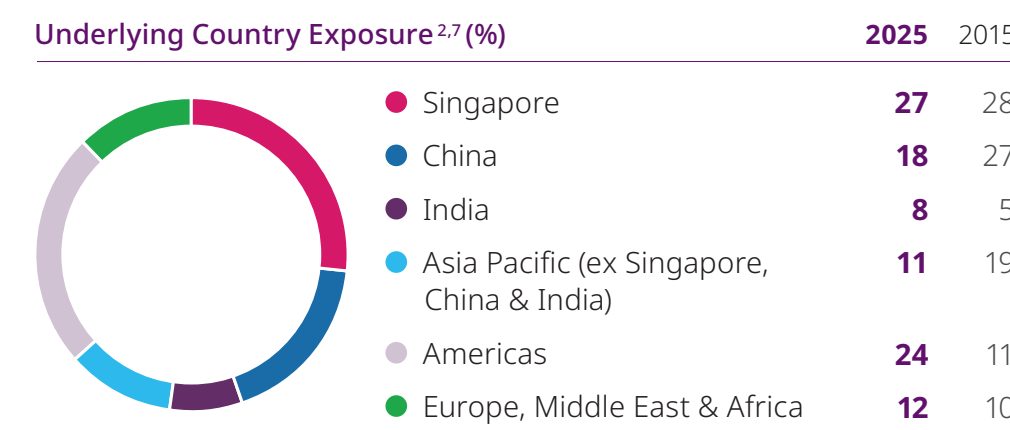 Underlying Country Exposure 2,7 (%) 2025 2015
Singapore 27 28
China 18 27
India 8 5
Asia Pacific (ex Singapore, 11 19
China & India)
Americas 24 11
Europe, Middle East & Africa 12 10